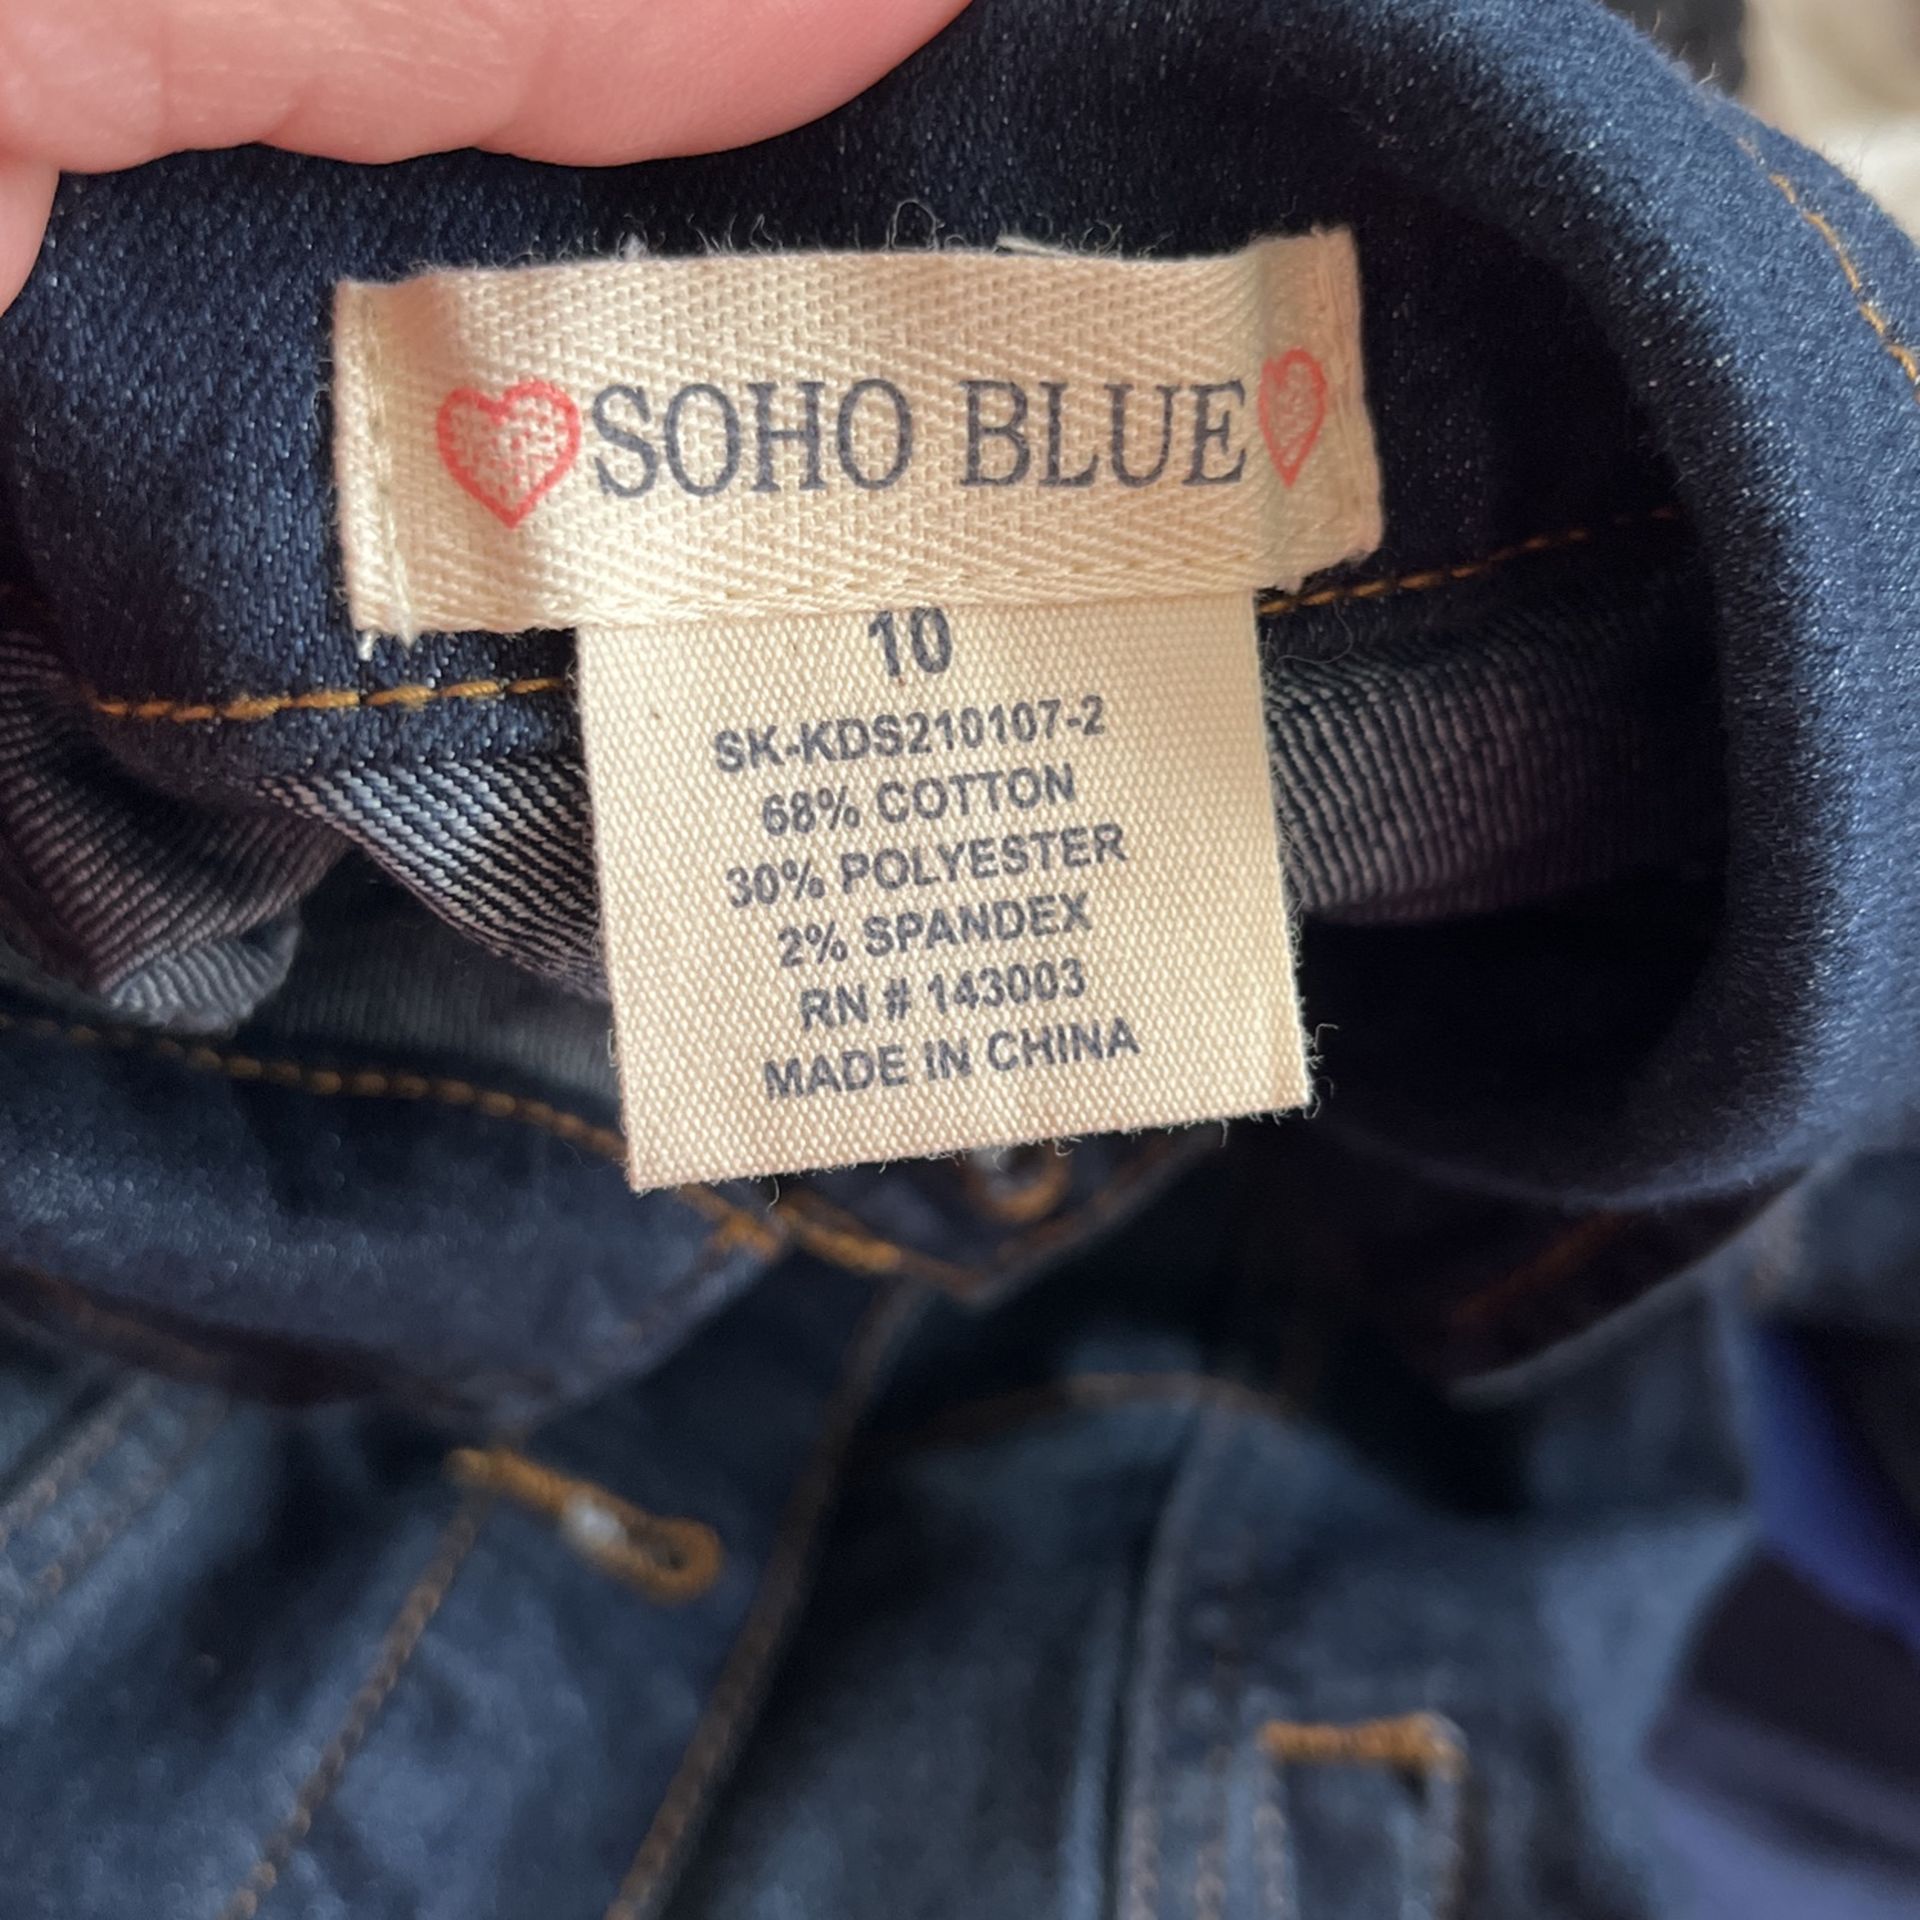 SOHO BLUE
10
SK-KDS210107-2
68% COTTON
30% POLYESTER
2% SPANDEX
RN # 143003
MADE IN CHINA